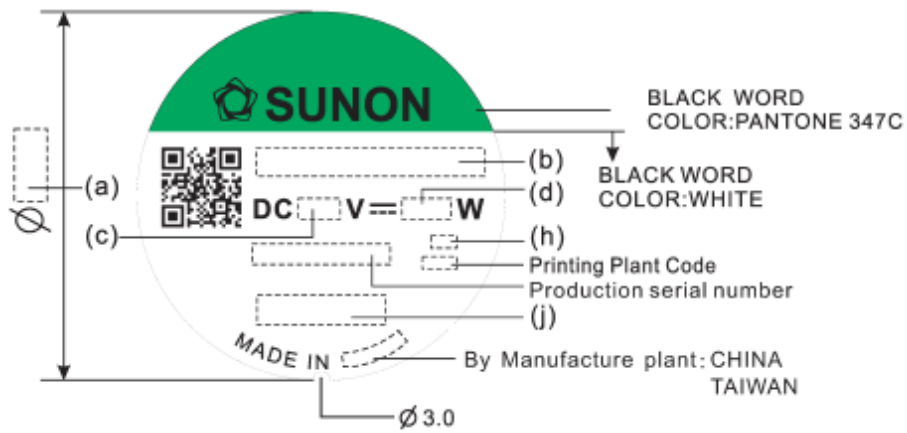 SUNON
BLACK WORD
COLOR:PANTONE 347C
(a)
(b)
BLACK WORD
COLOR:WHITE
DC V W
(d)
(c)
(h)
Printing Plant Code
Production serial number
(j)
MADE IN
By Manufacture plant: CHINA
TAIWAN
Ø
Ø 3.0